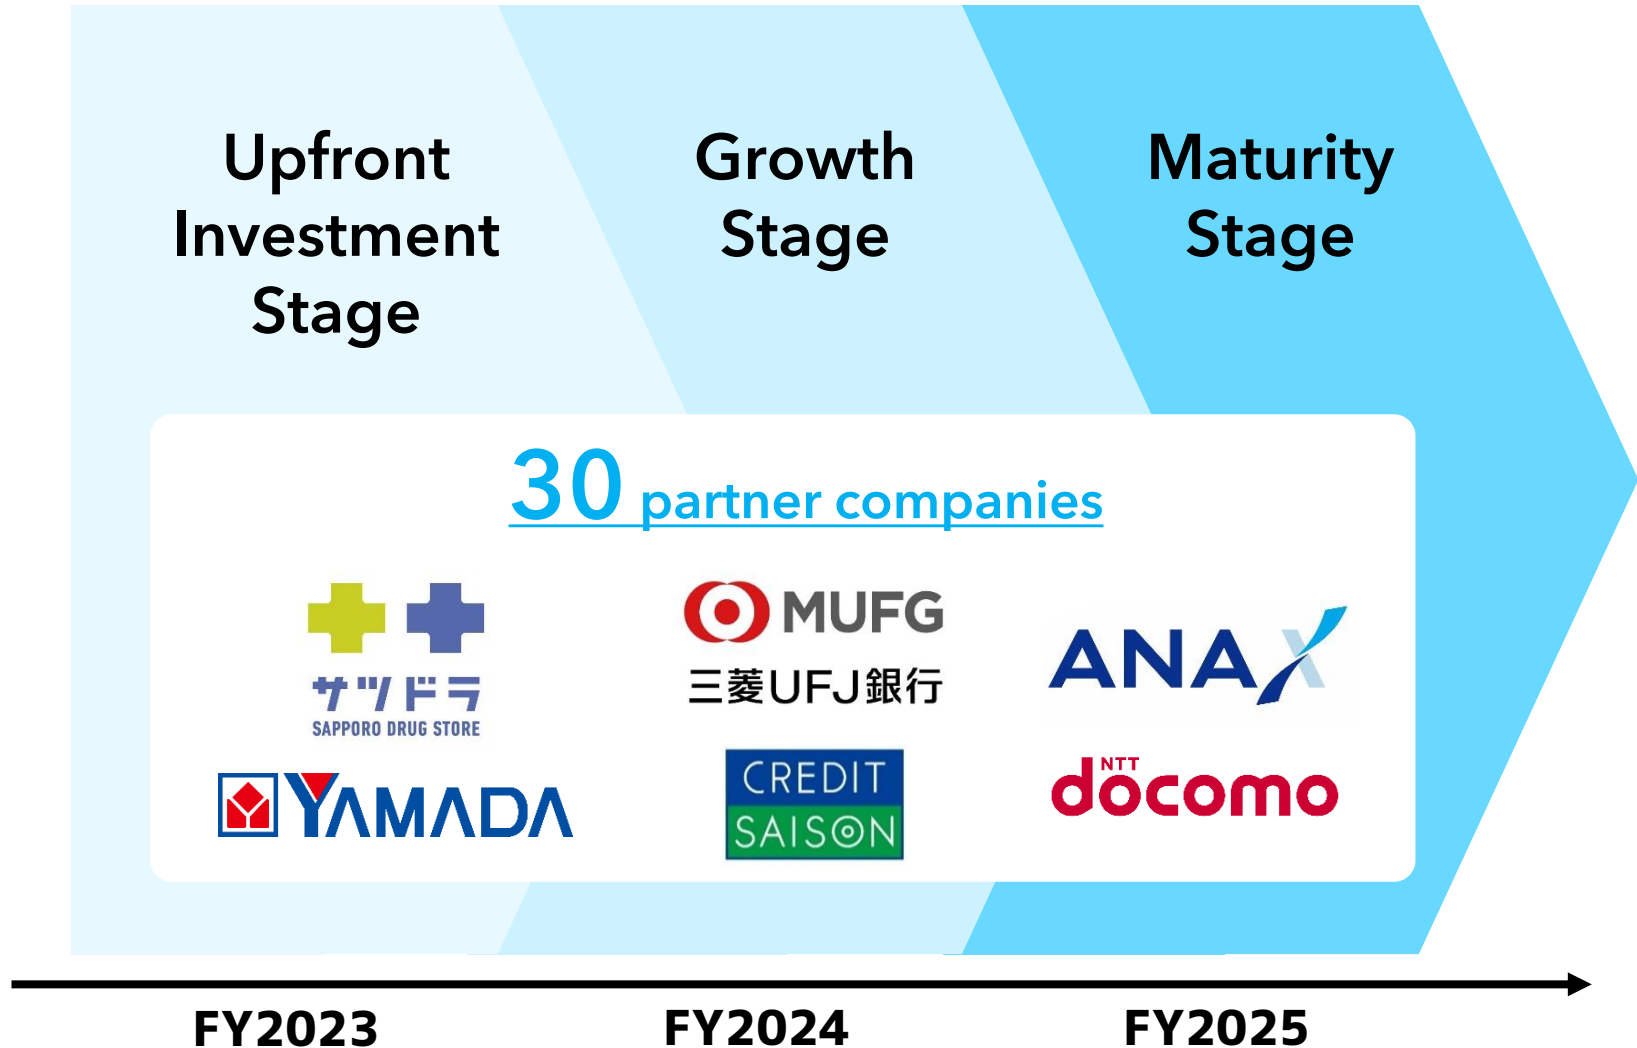 Upfront
Investment
Stage
Growth
Stage
Maturity
Stage
30 partner companies
サツドラ
SAPPORO DRUG STORE
MUFG
三菱UFJ銀行
ANA X
YAMADA
CREDIT
SAISON
NTT
docomo
FY2023
FY2024
FY2025